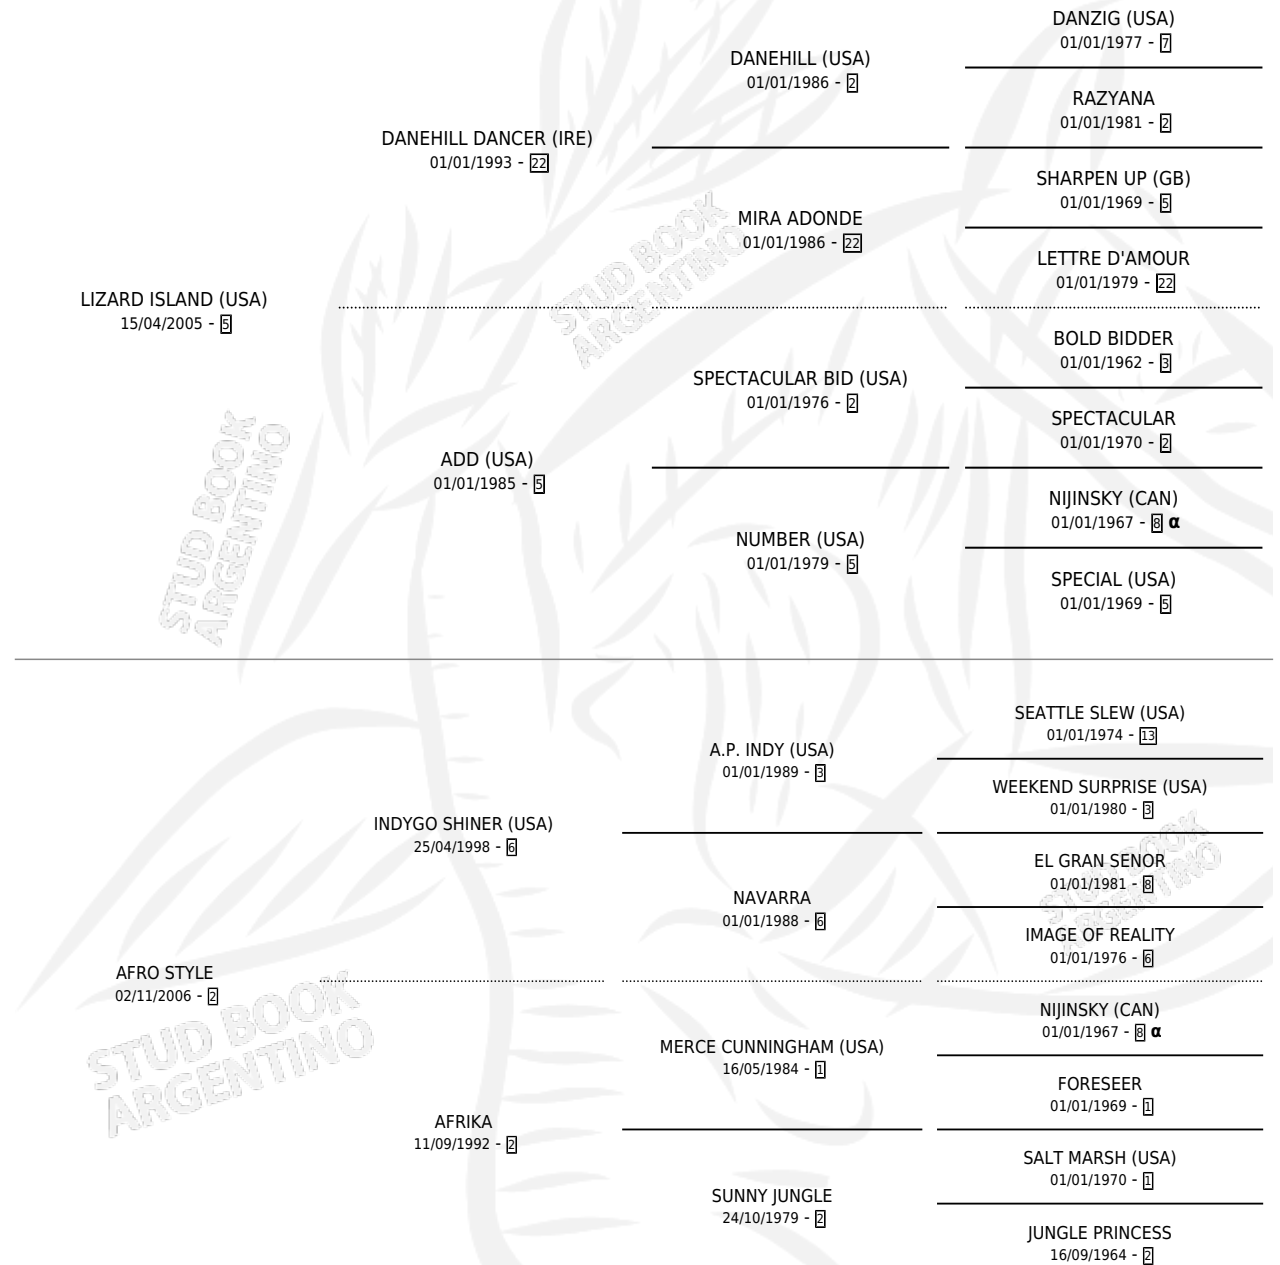 DANZIG (USA)
01/01/1977 - 7
DANEHILL (USA)
01/01/1986 - 2
RAZYANA
01/01/1981 - 2
DANEHILL DANCER (IRE)
01/01/1993 - 22
SHARPEN UP (GB)
01/01/1969 - 5
MIRA ADONDE
01/01/1986 - 22
LETTRE D'AMOUR
01/01/1979 - 22
LIZARD ISLAND (USA)
15/04/2005 - 5
BOLD BIDDER
01/01/1962 - 3
SPECTACULAR BID (USA)
01/01/1976 - 2
SPECTACULAR
01/01/1970 - 2
ADD (USA)
01/01/1985 - 5
NIJINSKY (CAN)
01/01/1967 - 8 α
NUMBER (USA)
01/01/1979 - 5
SPECIAL (USA)
01/01/1969 - 5
SEATTLE SLEW (USA)
01/01/1974 - 13
A.P. INDY (USA)
01/01/1989 - 3
WEEKEND SURPRISE (USA)
01/01/1980 - 3
INDYGO SHINER (USA)
25/04/1998 - 6
EL GRAN SENOR
01/01/1981 - 8
NAVARRA
01/01/1988 - 6
IMAGE OF REALITY
01/01/1976 - 6
AFRO STYLE
02/11/2006 - 2
NIJINSKY (CAN)
01/01/1967 - 8 α
MERCE CUNNINGHAM (USA)
16/05/1984 - 1
FORESEER
01/01/1969 - 1
AFRIKA
11/09/1992 - 2
SALT MARSH (USA)
01/01/1970 - 1
SUNNY JUNGLE
24/10/1979 - 2
JUNGLE PRINCESS
16/09/1964 - 2
STUD BOOK
ARGENTINO
STUD BOOK
ARGENTINO
STUD BOOK
ARGENTINO
STUD BOOK
ARGENTINO